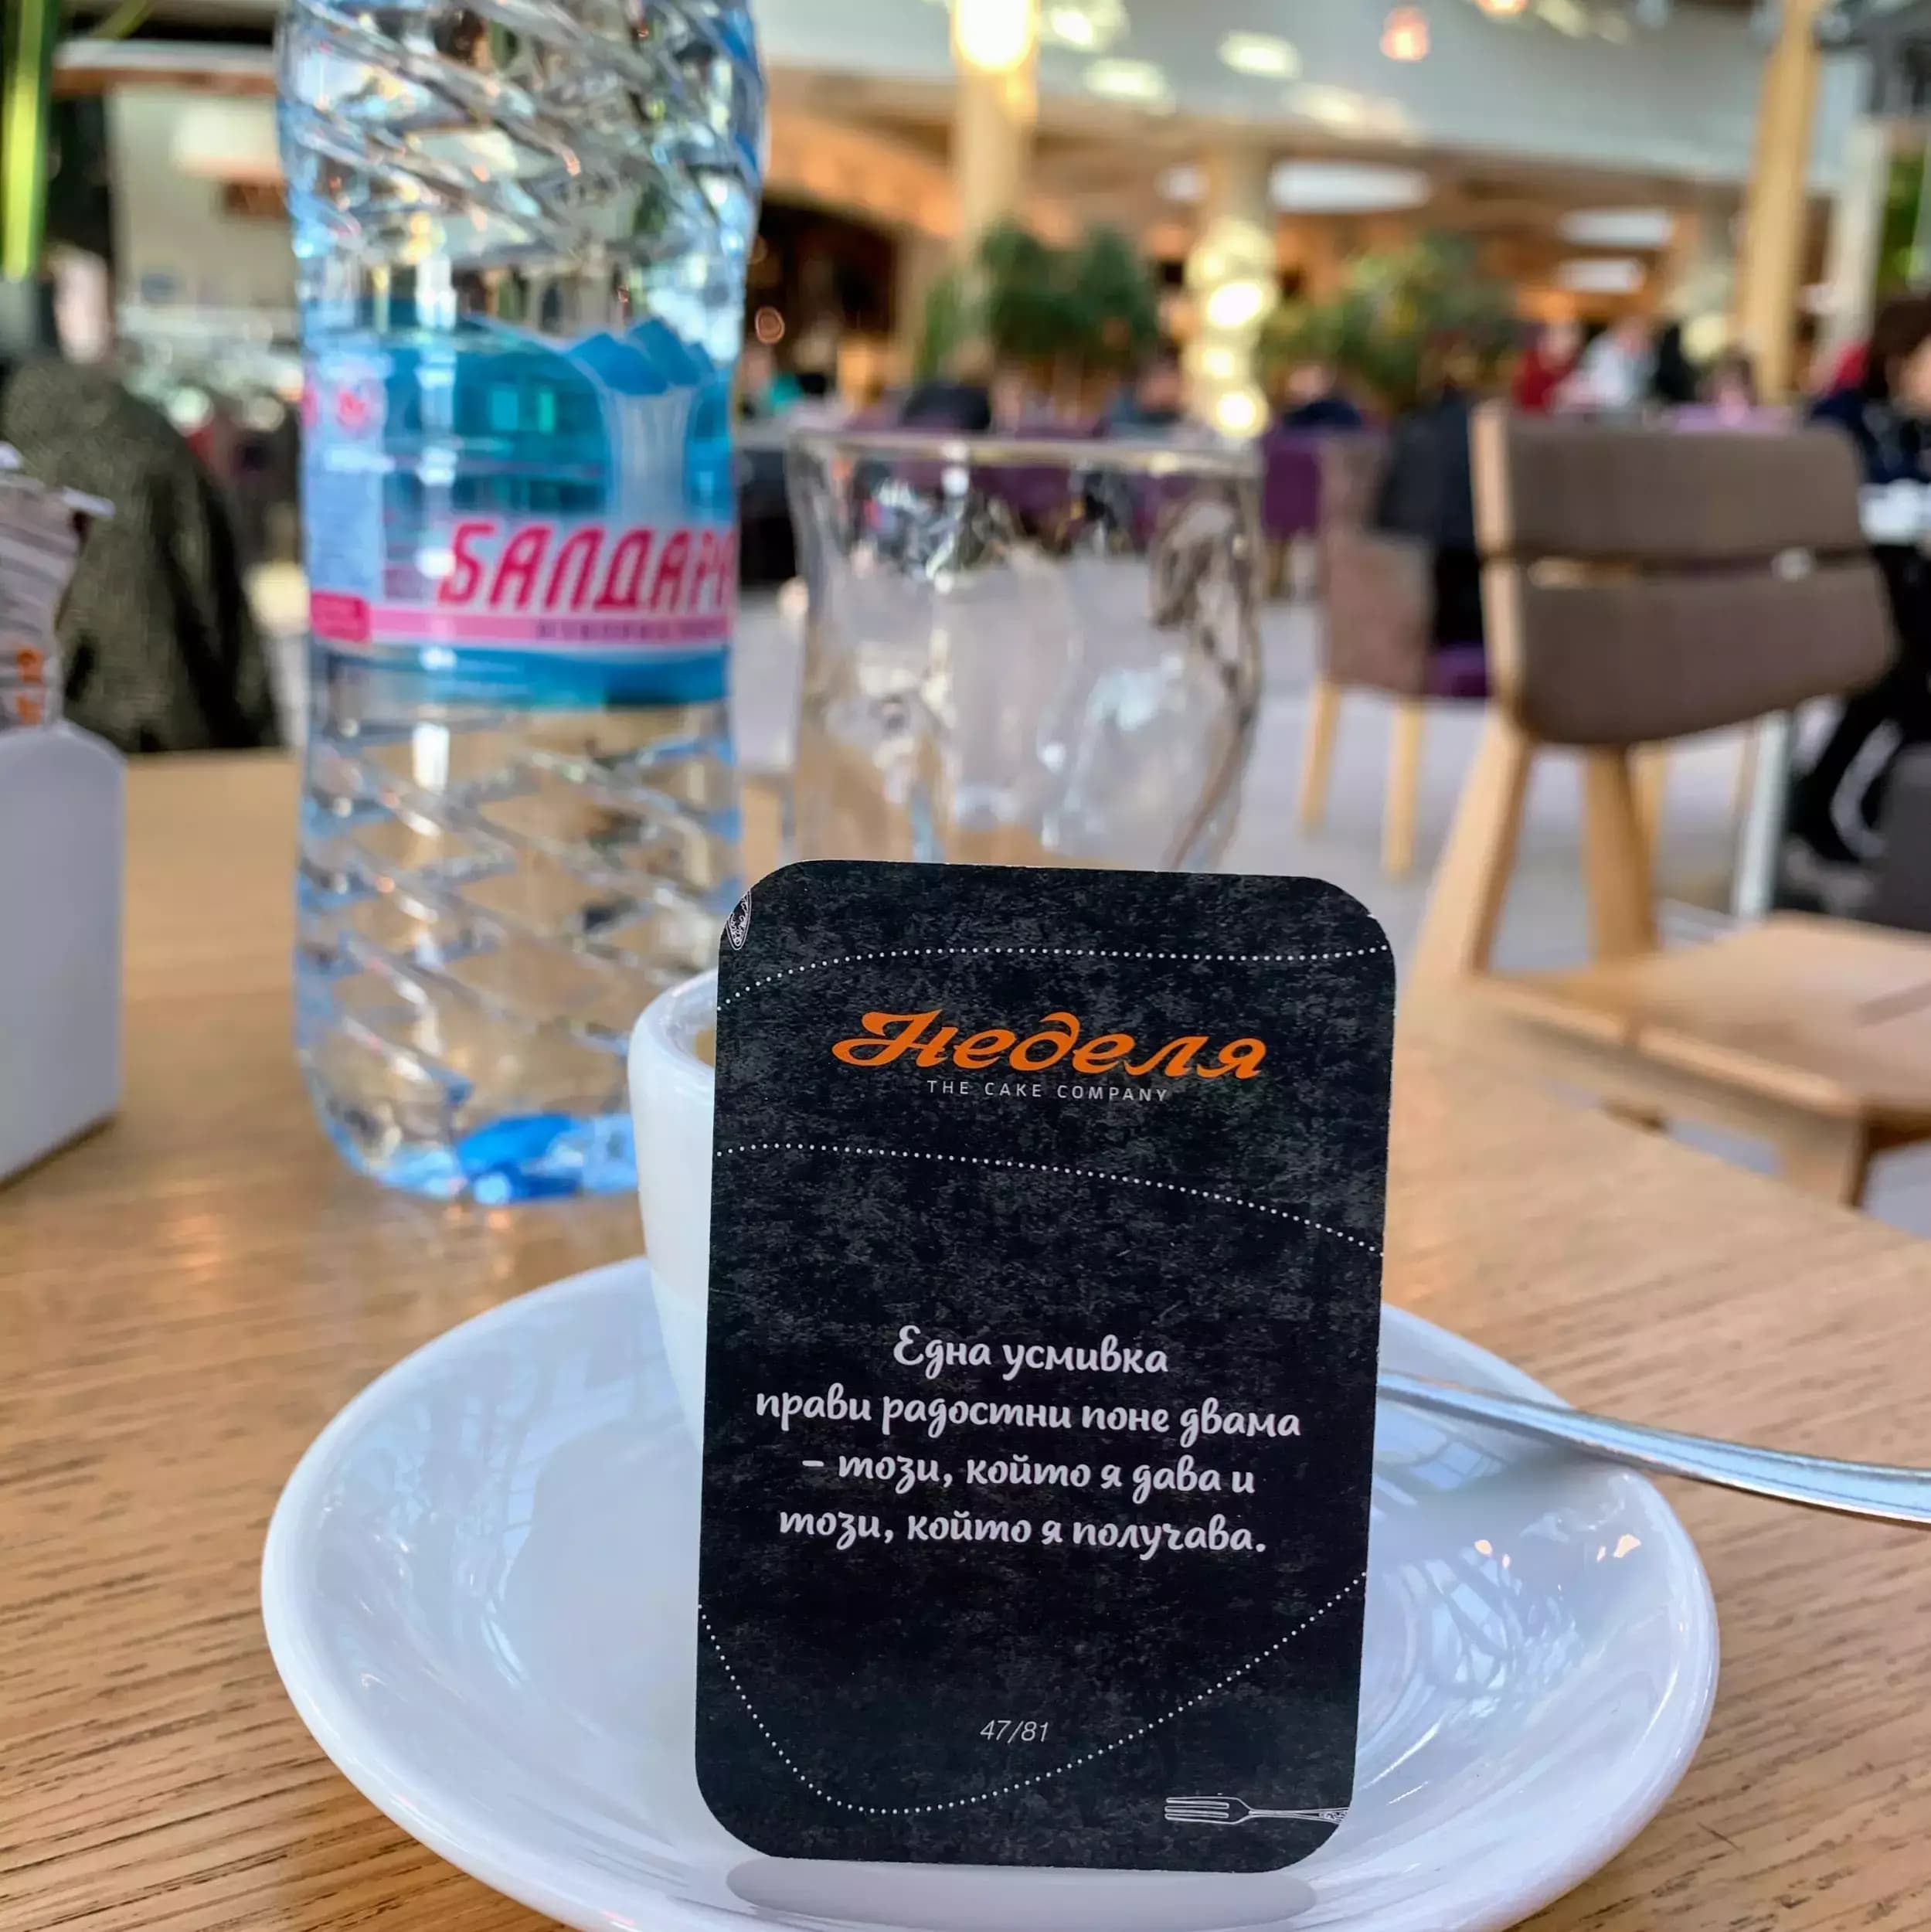 БАЛДАР
Неделя
THE CAKE COMPANY
Една усмивка
прави радостни поне двама
– този, който я дава и
този, който я получава.
47/81